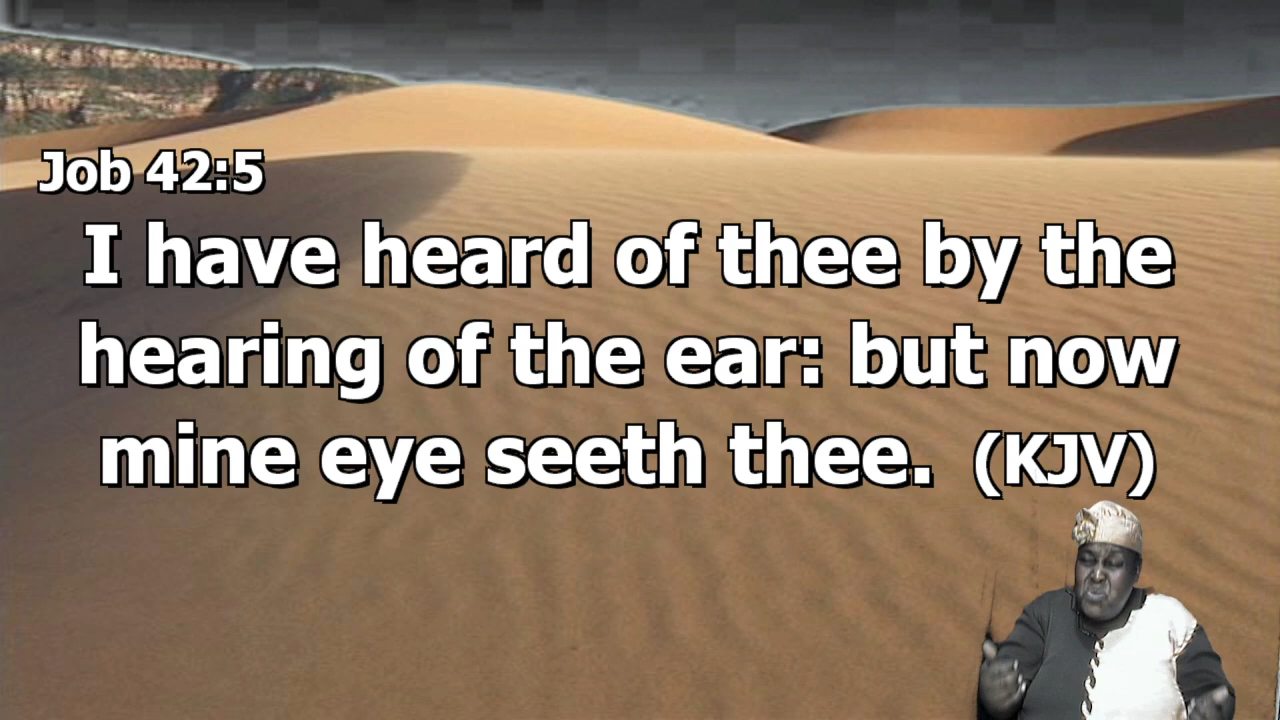 Job 42:5
I have heard of thee by the
hearing of the ear: but now
mine eye seeth thee. (KJV)